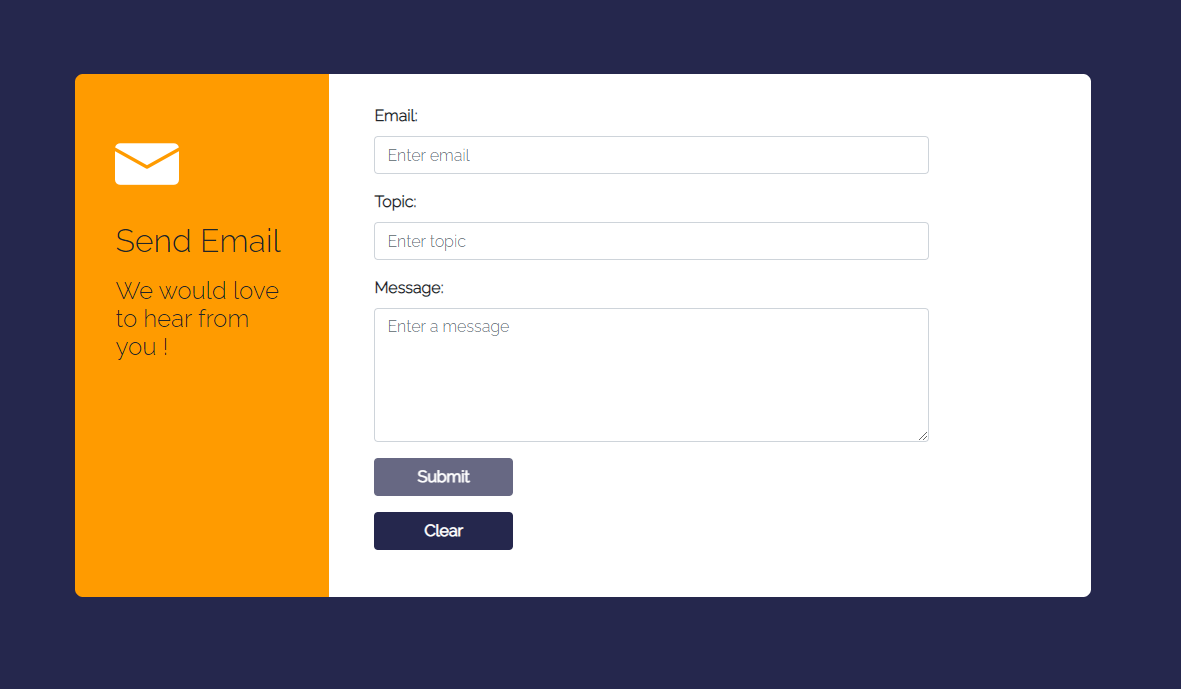 Send Email
We would love
to hear from
you !
Email:
Enter email
Topic:
Enter topic
Message:
Enter a message
Submit
Clear